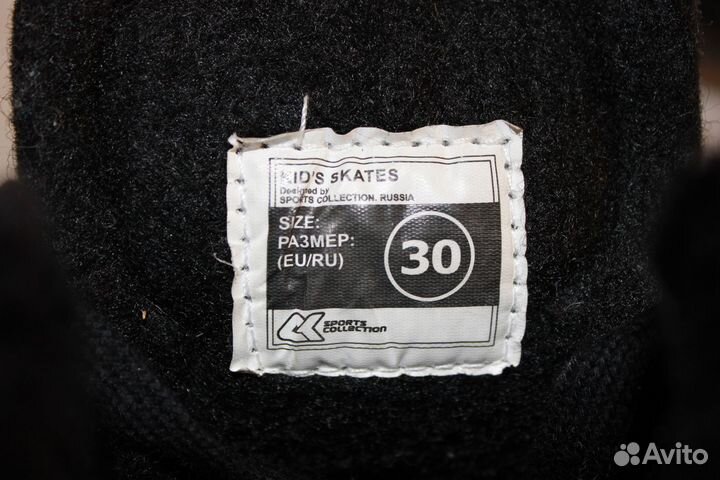 KID'S SKATES
Designed by
SPORTS COLLECTION. RUSSIA
SIZE:
РАЗМЕР:
(EU/RU)
30
SPORTS
COLLECTION
Avito